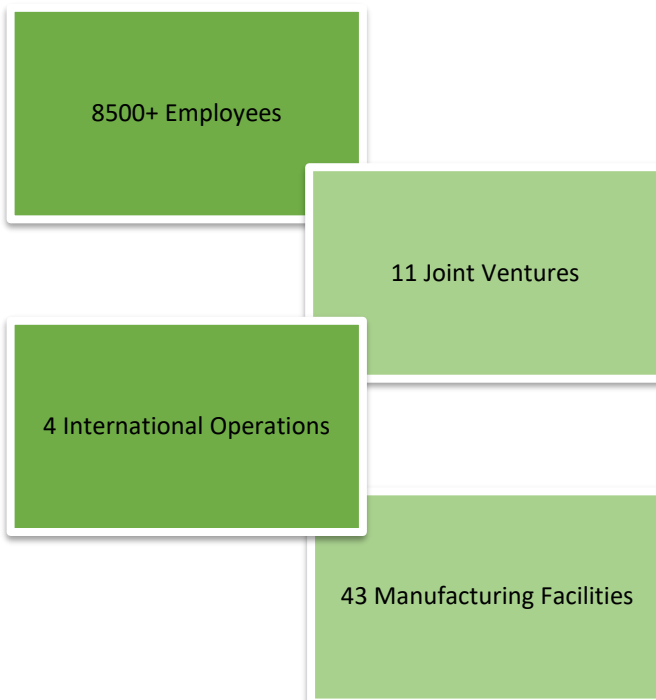 8500+ Employees
11 Joint Ventures
4 International Operations
43 Manufacturing Facilities